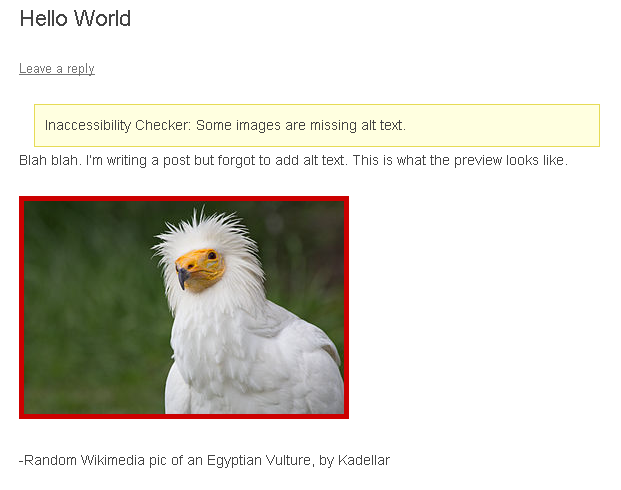 Hello World
Leave a reply
Inaccessibility Checker: Some images are missing alt text.
Blah blah. I'm writing a post but forgot to add alt text. This is what the preview looks like.
-Random Wikimedia pic of an Egyptian Vulture, by Kadellar